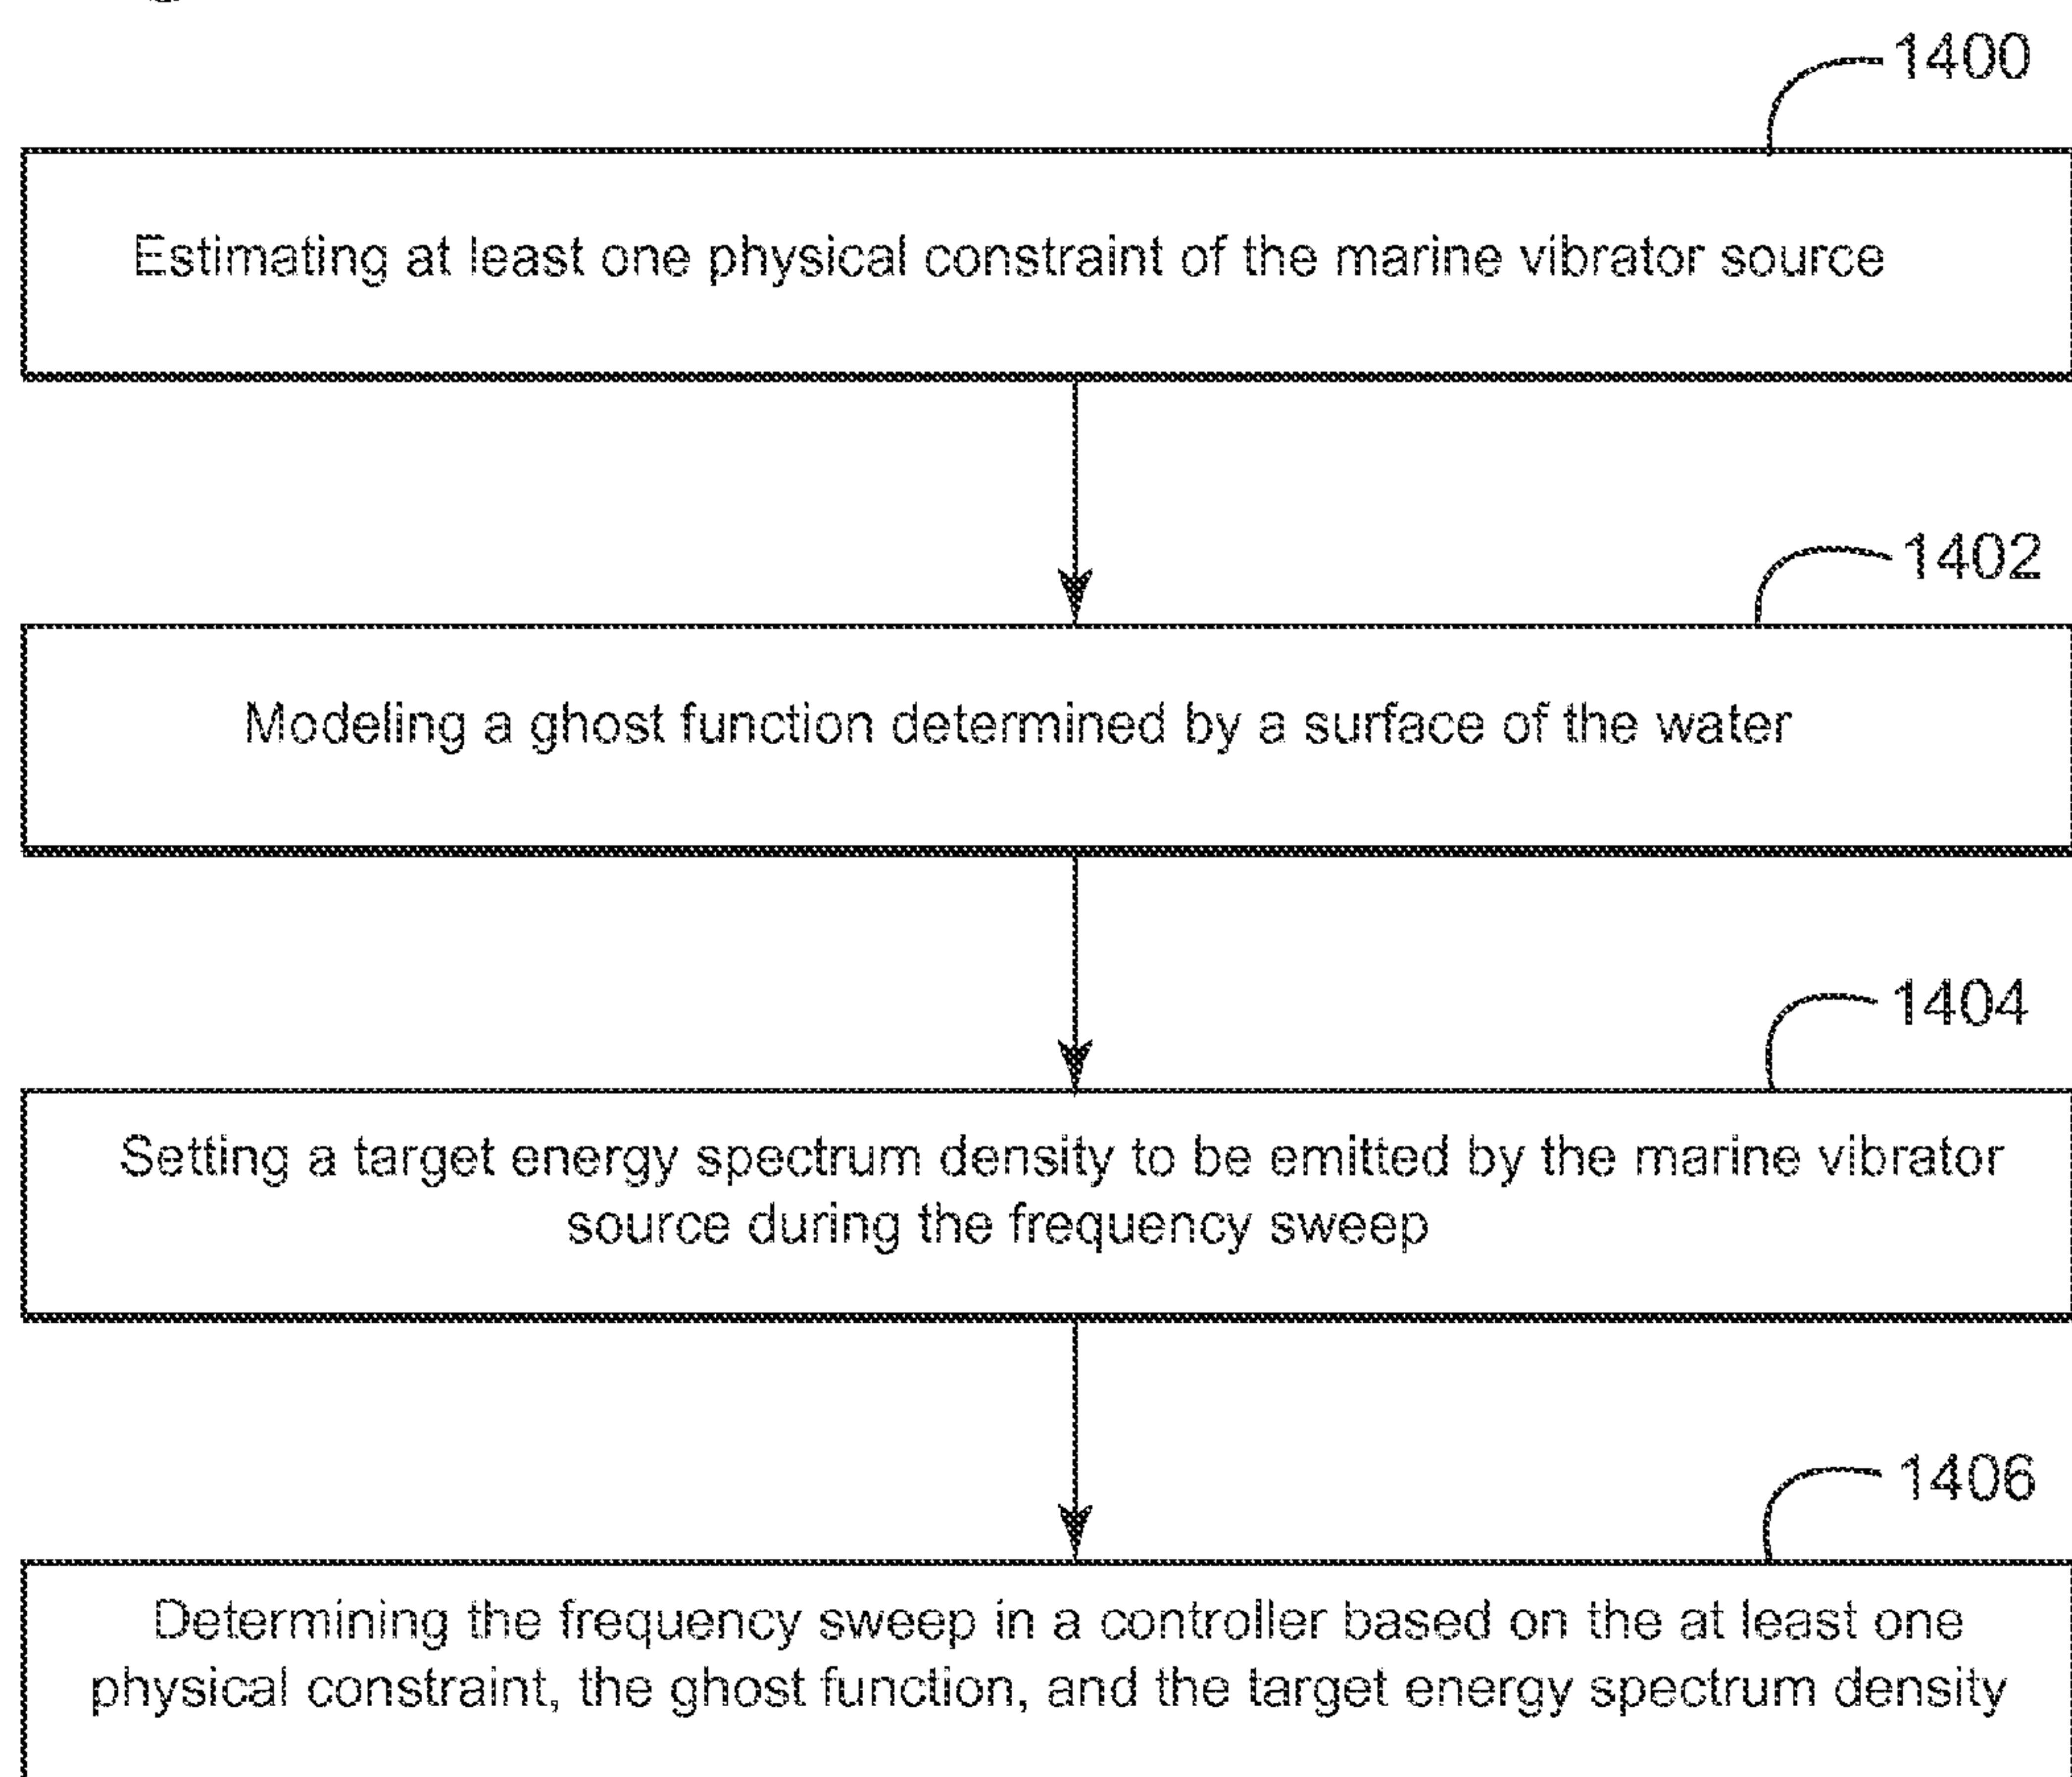 1400
Estimating at least one physical constraint of the marine vibrator source
1402
Modeling a ghost function determined by a surface of the water
1404
Setting a target energy spectrum density to be emitted by the marine vibrator
source during the frequency sweep
1406
Determining the frequency sweep in a controller based on the at least one
physical constraint, the ghost function, and the target energy spectrum density